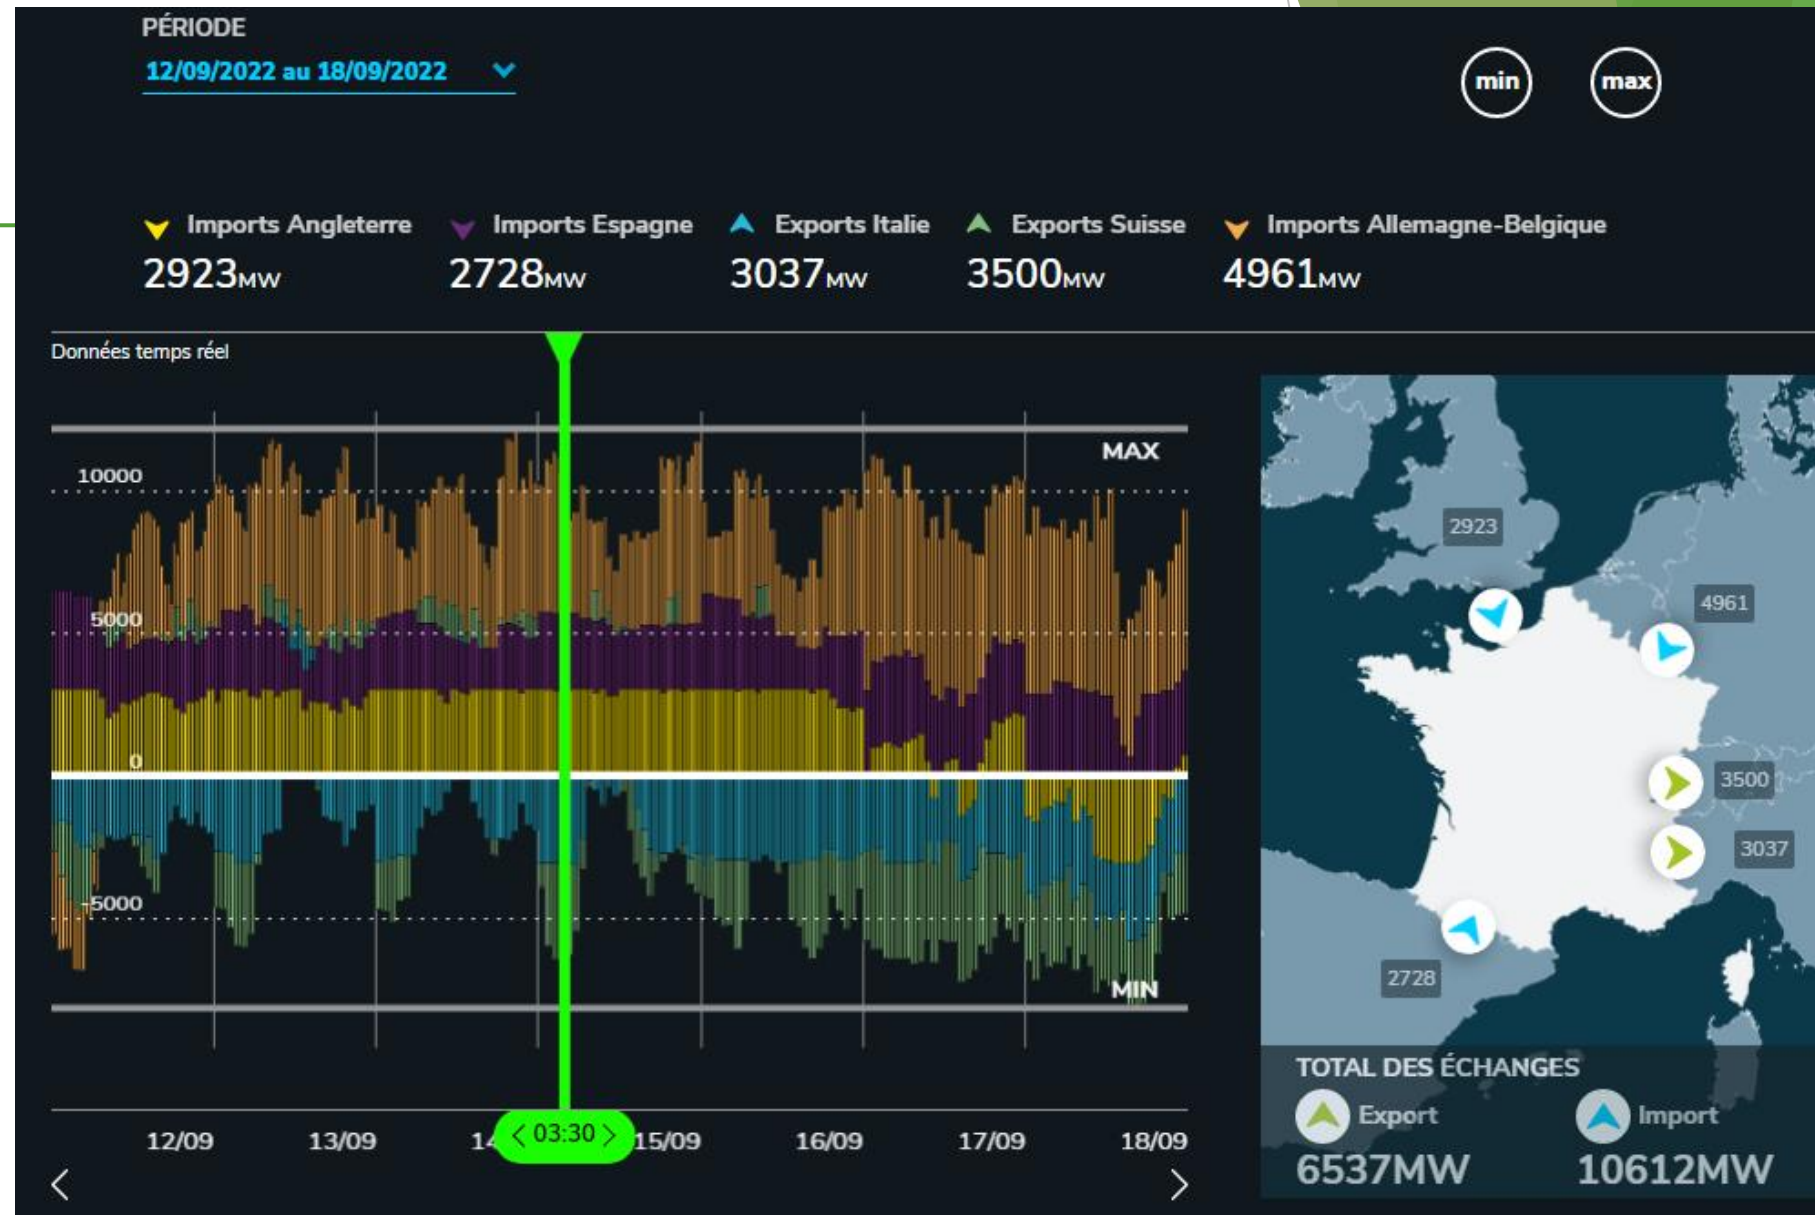 PÉRIODE
12/09/2022 au 18/09/2022
min max
Imports Angleterre Imports Espagne Exports Italie Exports Suisse Imports Allemagne-Belgique
2923MW 2728MW 3037MW 3500MW 4961MW
Données temps réel
MAX
10000
5000
0
-5000
MIN
12/09 13/09 14 < 03:30 > 15/09 16/09 17/09 18/09
2923
4961
3500
3037
2728
TOTAL DES ÉCHANGES
Export Import
6537MW 10612MW